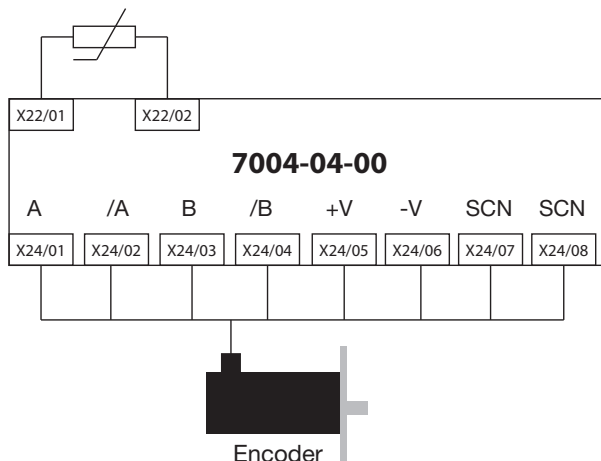 X22/01 X22/02
7004-04-00
A /A B /B +V -V SCN SCN
X24/01 X24/02 X24/03 X24/04 X24/05 X24/06 X24/07 X24/08
Encoder